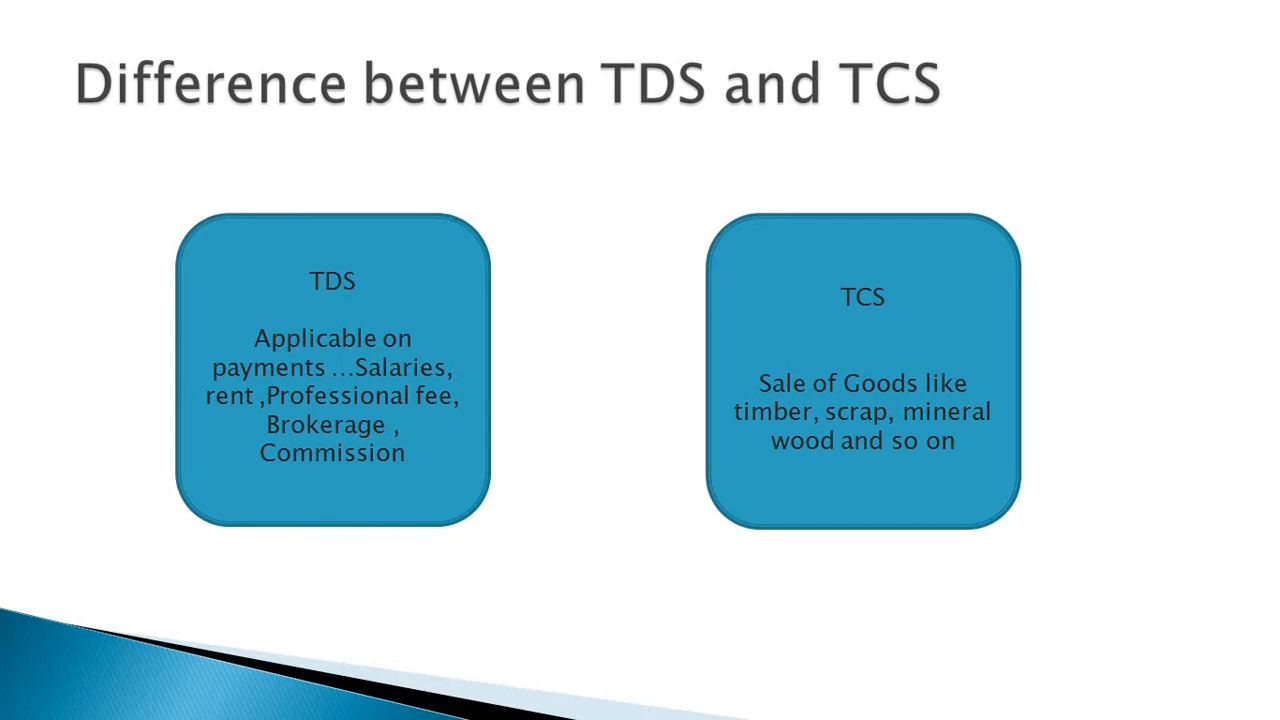 Difference between TDS and TCS
TDS
Applicable on
payments ...Salaries,
rent ,Professional fee,
Brokerage ,
Commission
TCS
Sale of Goods like
timber, scrap, mineral
wood and so on